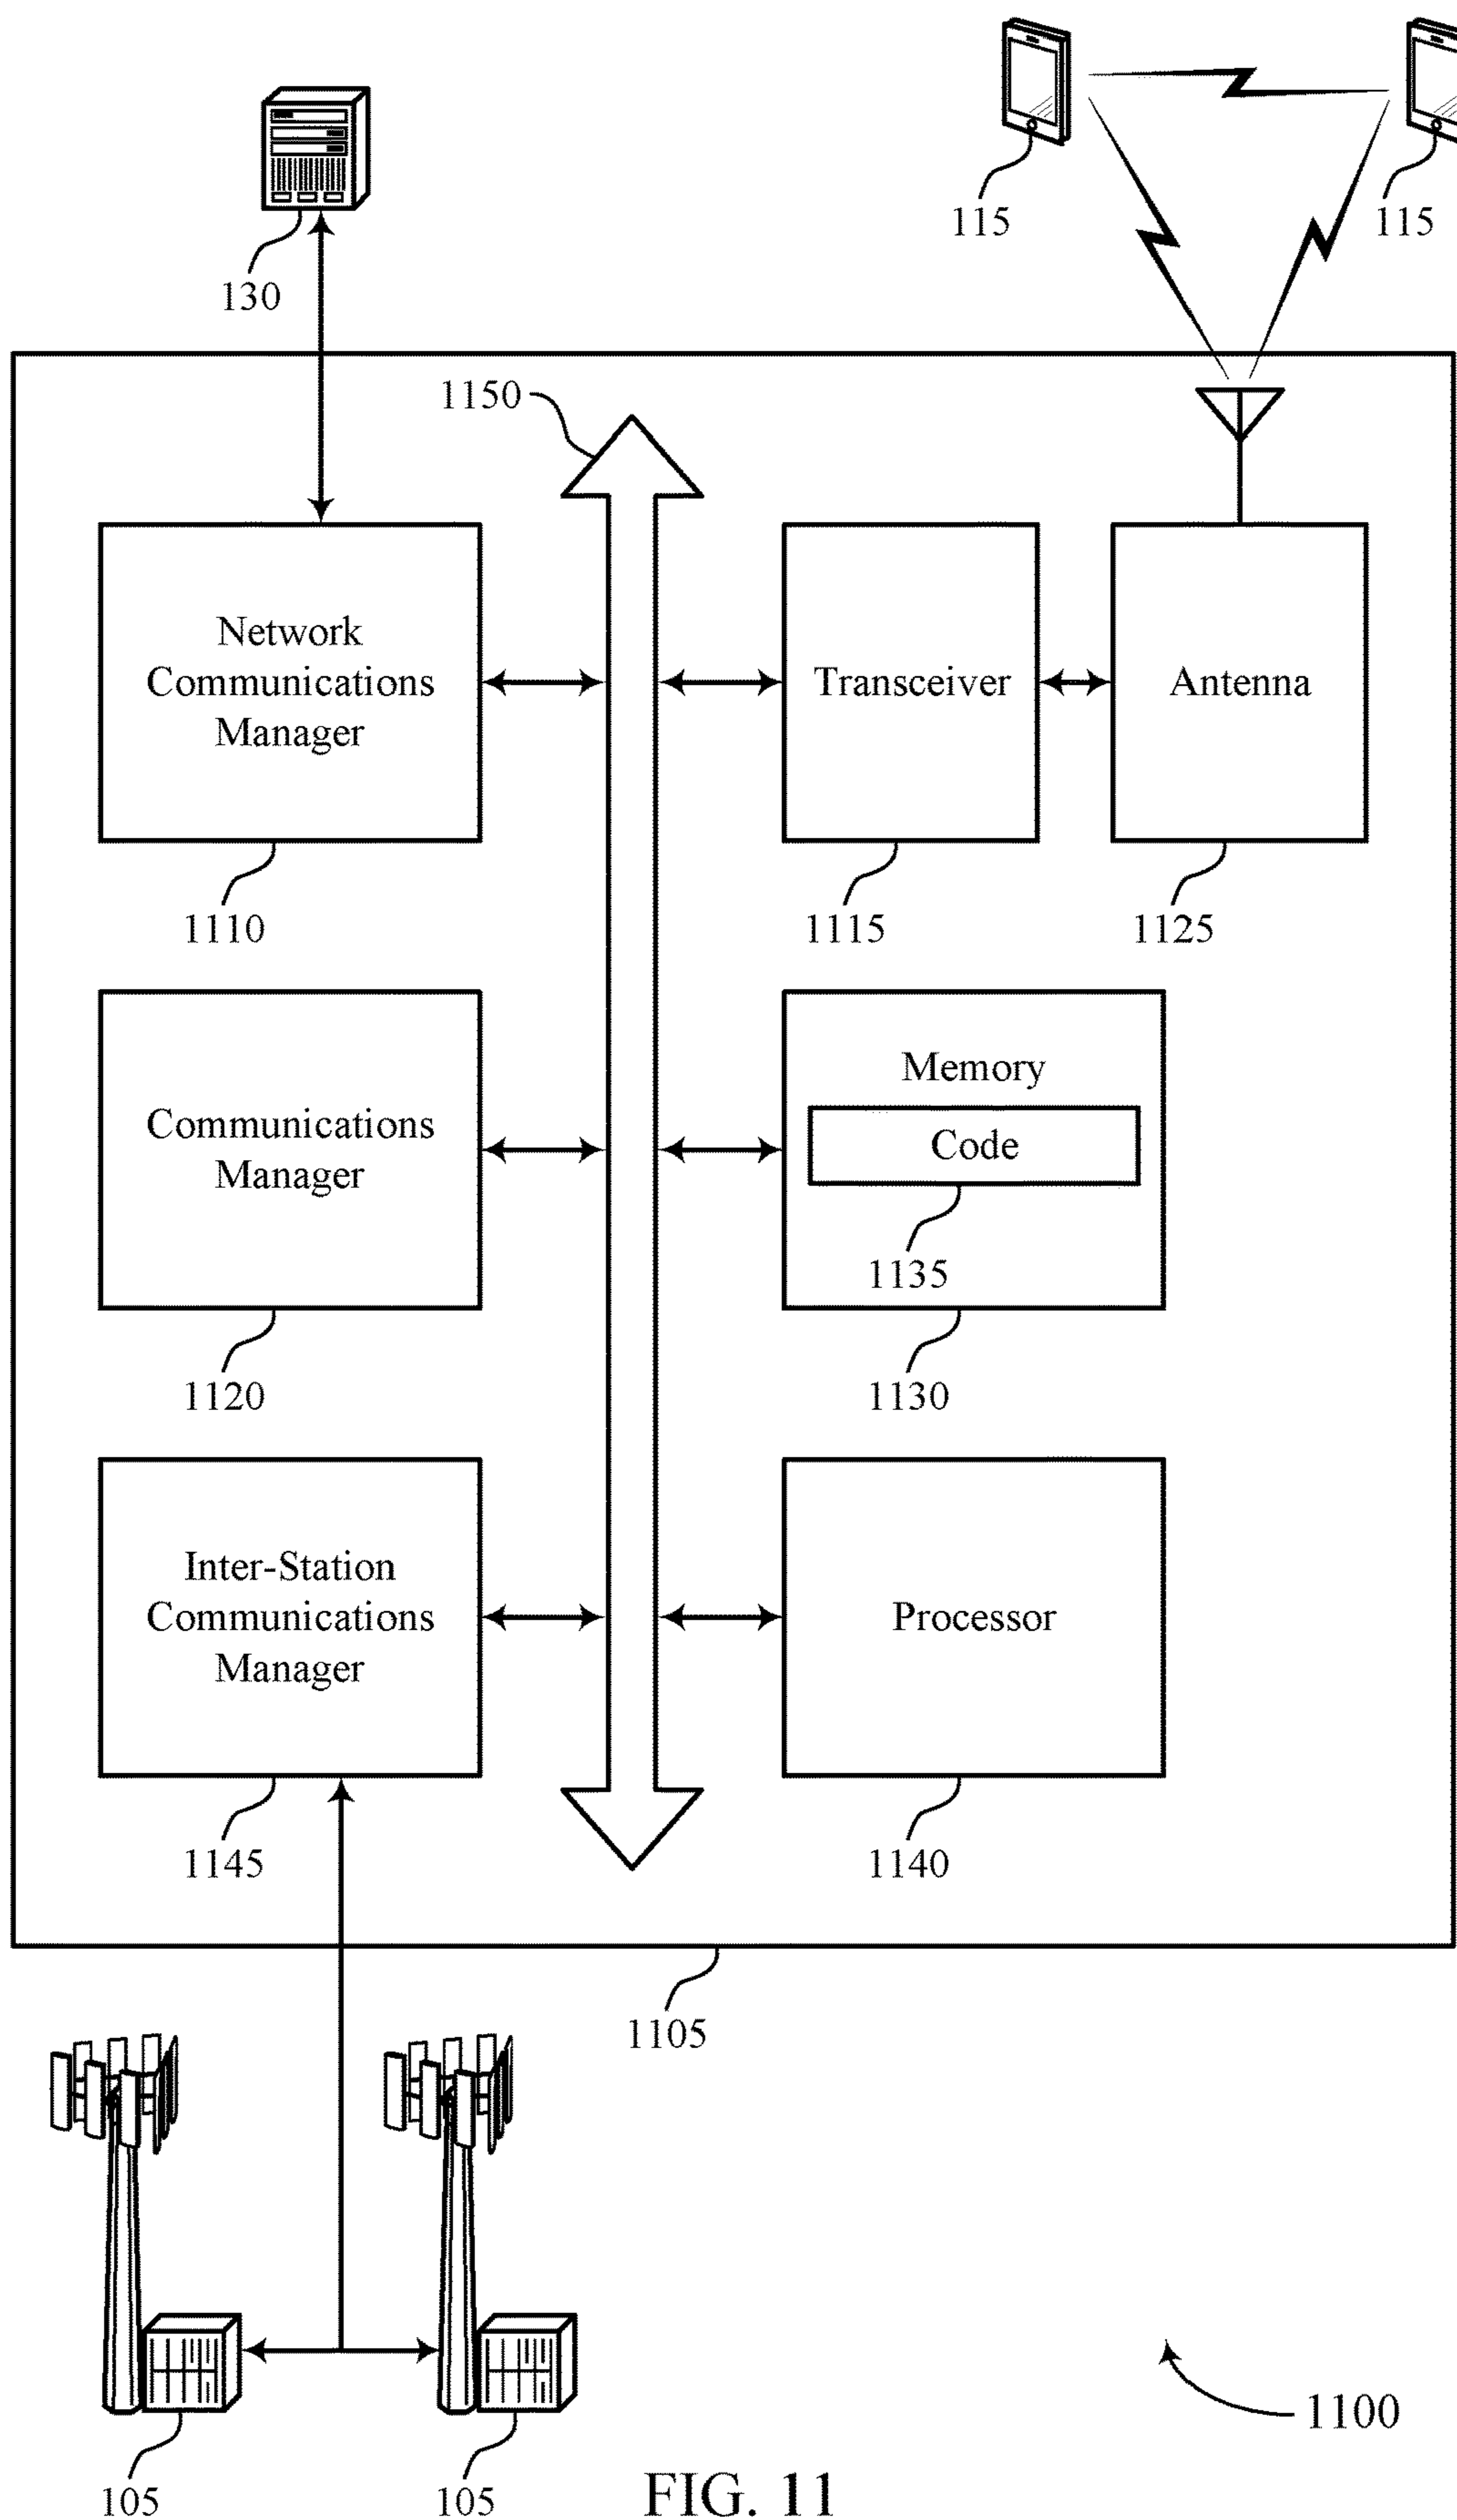 115
115
130
1150
Network
Communications
Manager
Transceiver
Antenna
1110
1115
1125
Communications
Manager
Memory
Code
1135
1120
1130
Inter-Station
Communications
Manager
Processor
1145
1140
1105
1100
105
105
FIG. 11